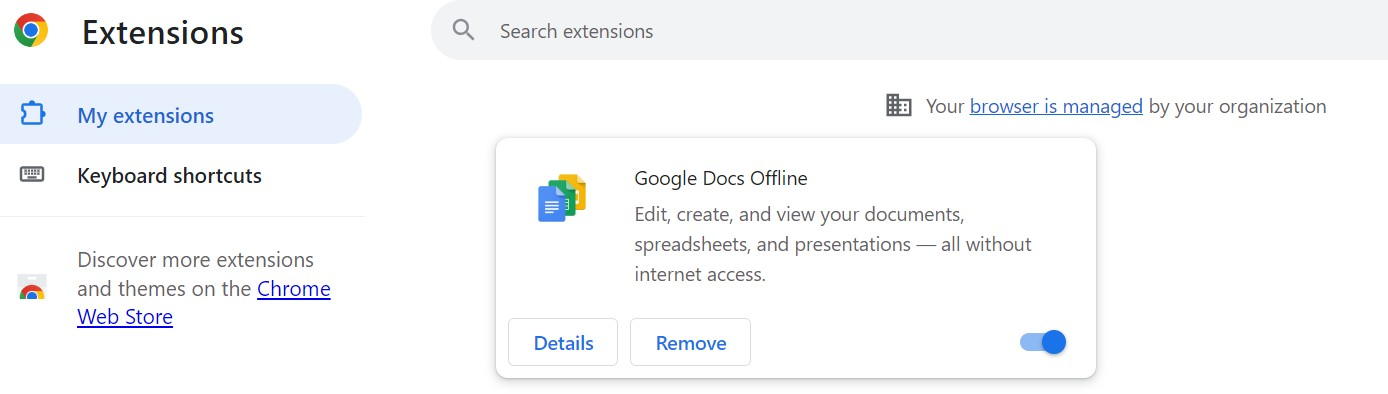 Extensions
Search extensions
My extensions
Keyboard shortcuts
Discover more extensions
and themes on the Chrome
Web Store
Your browser is managed by your organization
Google Docs Offline
Edit, create, and view your documents,
spreadsheets, and presentations — all without
internet access.
Details
Remove